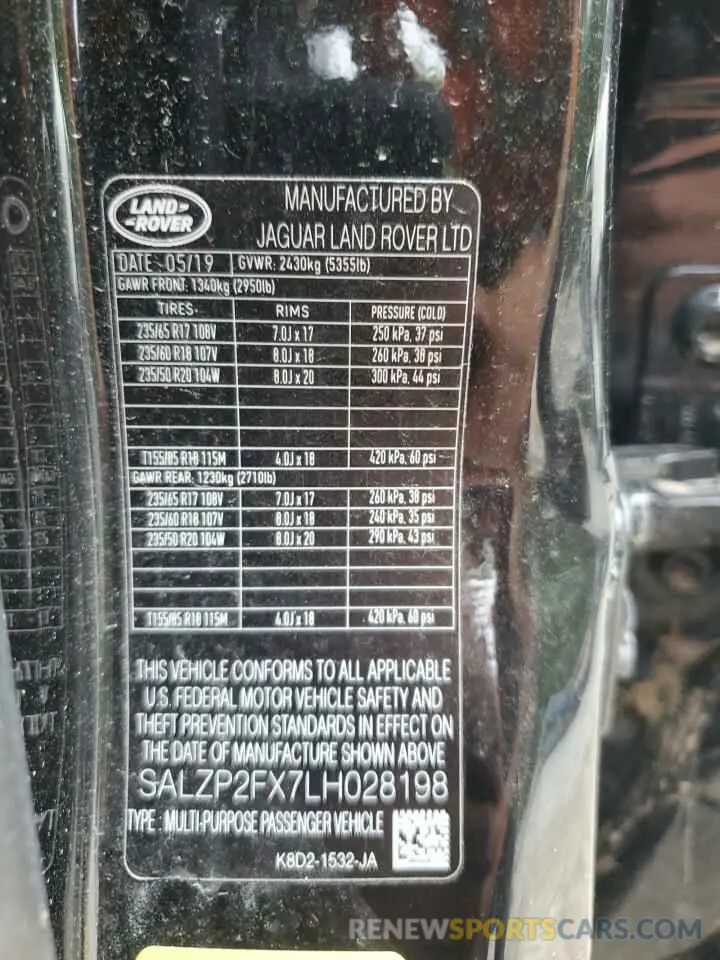 LAND-
-ROVER
MANUFACTURED BY
JAGUAR LAND ROVER LTD
DATE : 05/19 GVWR: 2430kg (5355lb)
GAWR FRONT: 1340kg (2950lb)
TIRES RIMS PRESSURE (COLD)
235/65 R17 108V 7.0J x 17 250 kPa, 37 psi
235/60 R18 107V 8.0J x 18 260 kPa, 38 psi
235/50 R20 104W 8.0J x 20 300 kPa, 44 psi
T155/85 R18 115M 4.0J x 18 420 kPa, 60 psi
GAWR REAR: 1230kg (2710lb)
235/65 R17 108V 7.0J x 17 260 kPa, 38 psi
235/60 R18 107V 8.0J x 18 240 kPa, 35 psi
235/50 R20 104W 8.0J x 20 290 kPa, 43 psi
T155/85 R18 115M 4.0J x 18 420 kPa, 60 psi
THIS VEHICLE CONFORMS TO ALL APPLICABLE
U.S. FEDERAL MOTOR VEHICLE SAFETY AND
THEFT PREVENTION STANDARDS IN EFFECT ON
THE DATE OF MANUFACTURE SHOWN ABOVE
SALZP2FX7LH028198
TYPE : MULTI-PURPOSE PASSENGER VEHICLE
K8D2-1532-JA
RENEWSPORTSCARS.COM